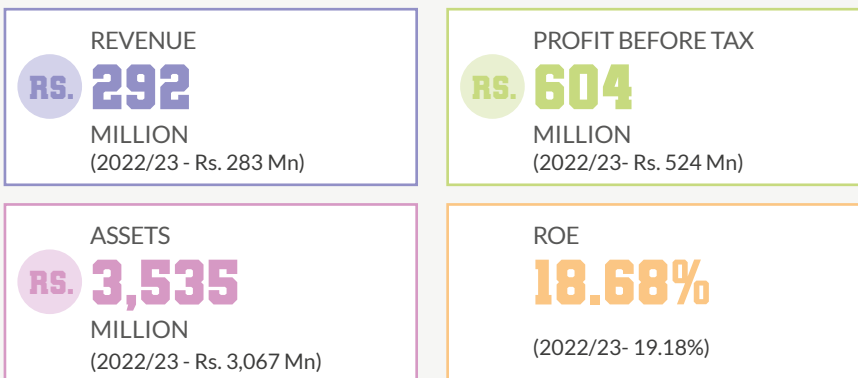 REVENUE
RS. 292
MILLION
(2022/23 - Rs. 283 Mn)
PROFIT BEFORE TAX
RS. 604
MILLION
(2022/23- Rs. 524 Mn)
ASSETS
RS. 3,535
MILLION
(2022/23 - Rs. 3,067 Mn)
ROE
18.68%
(2022/23- 19.18%)